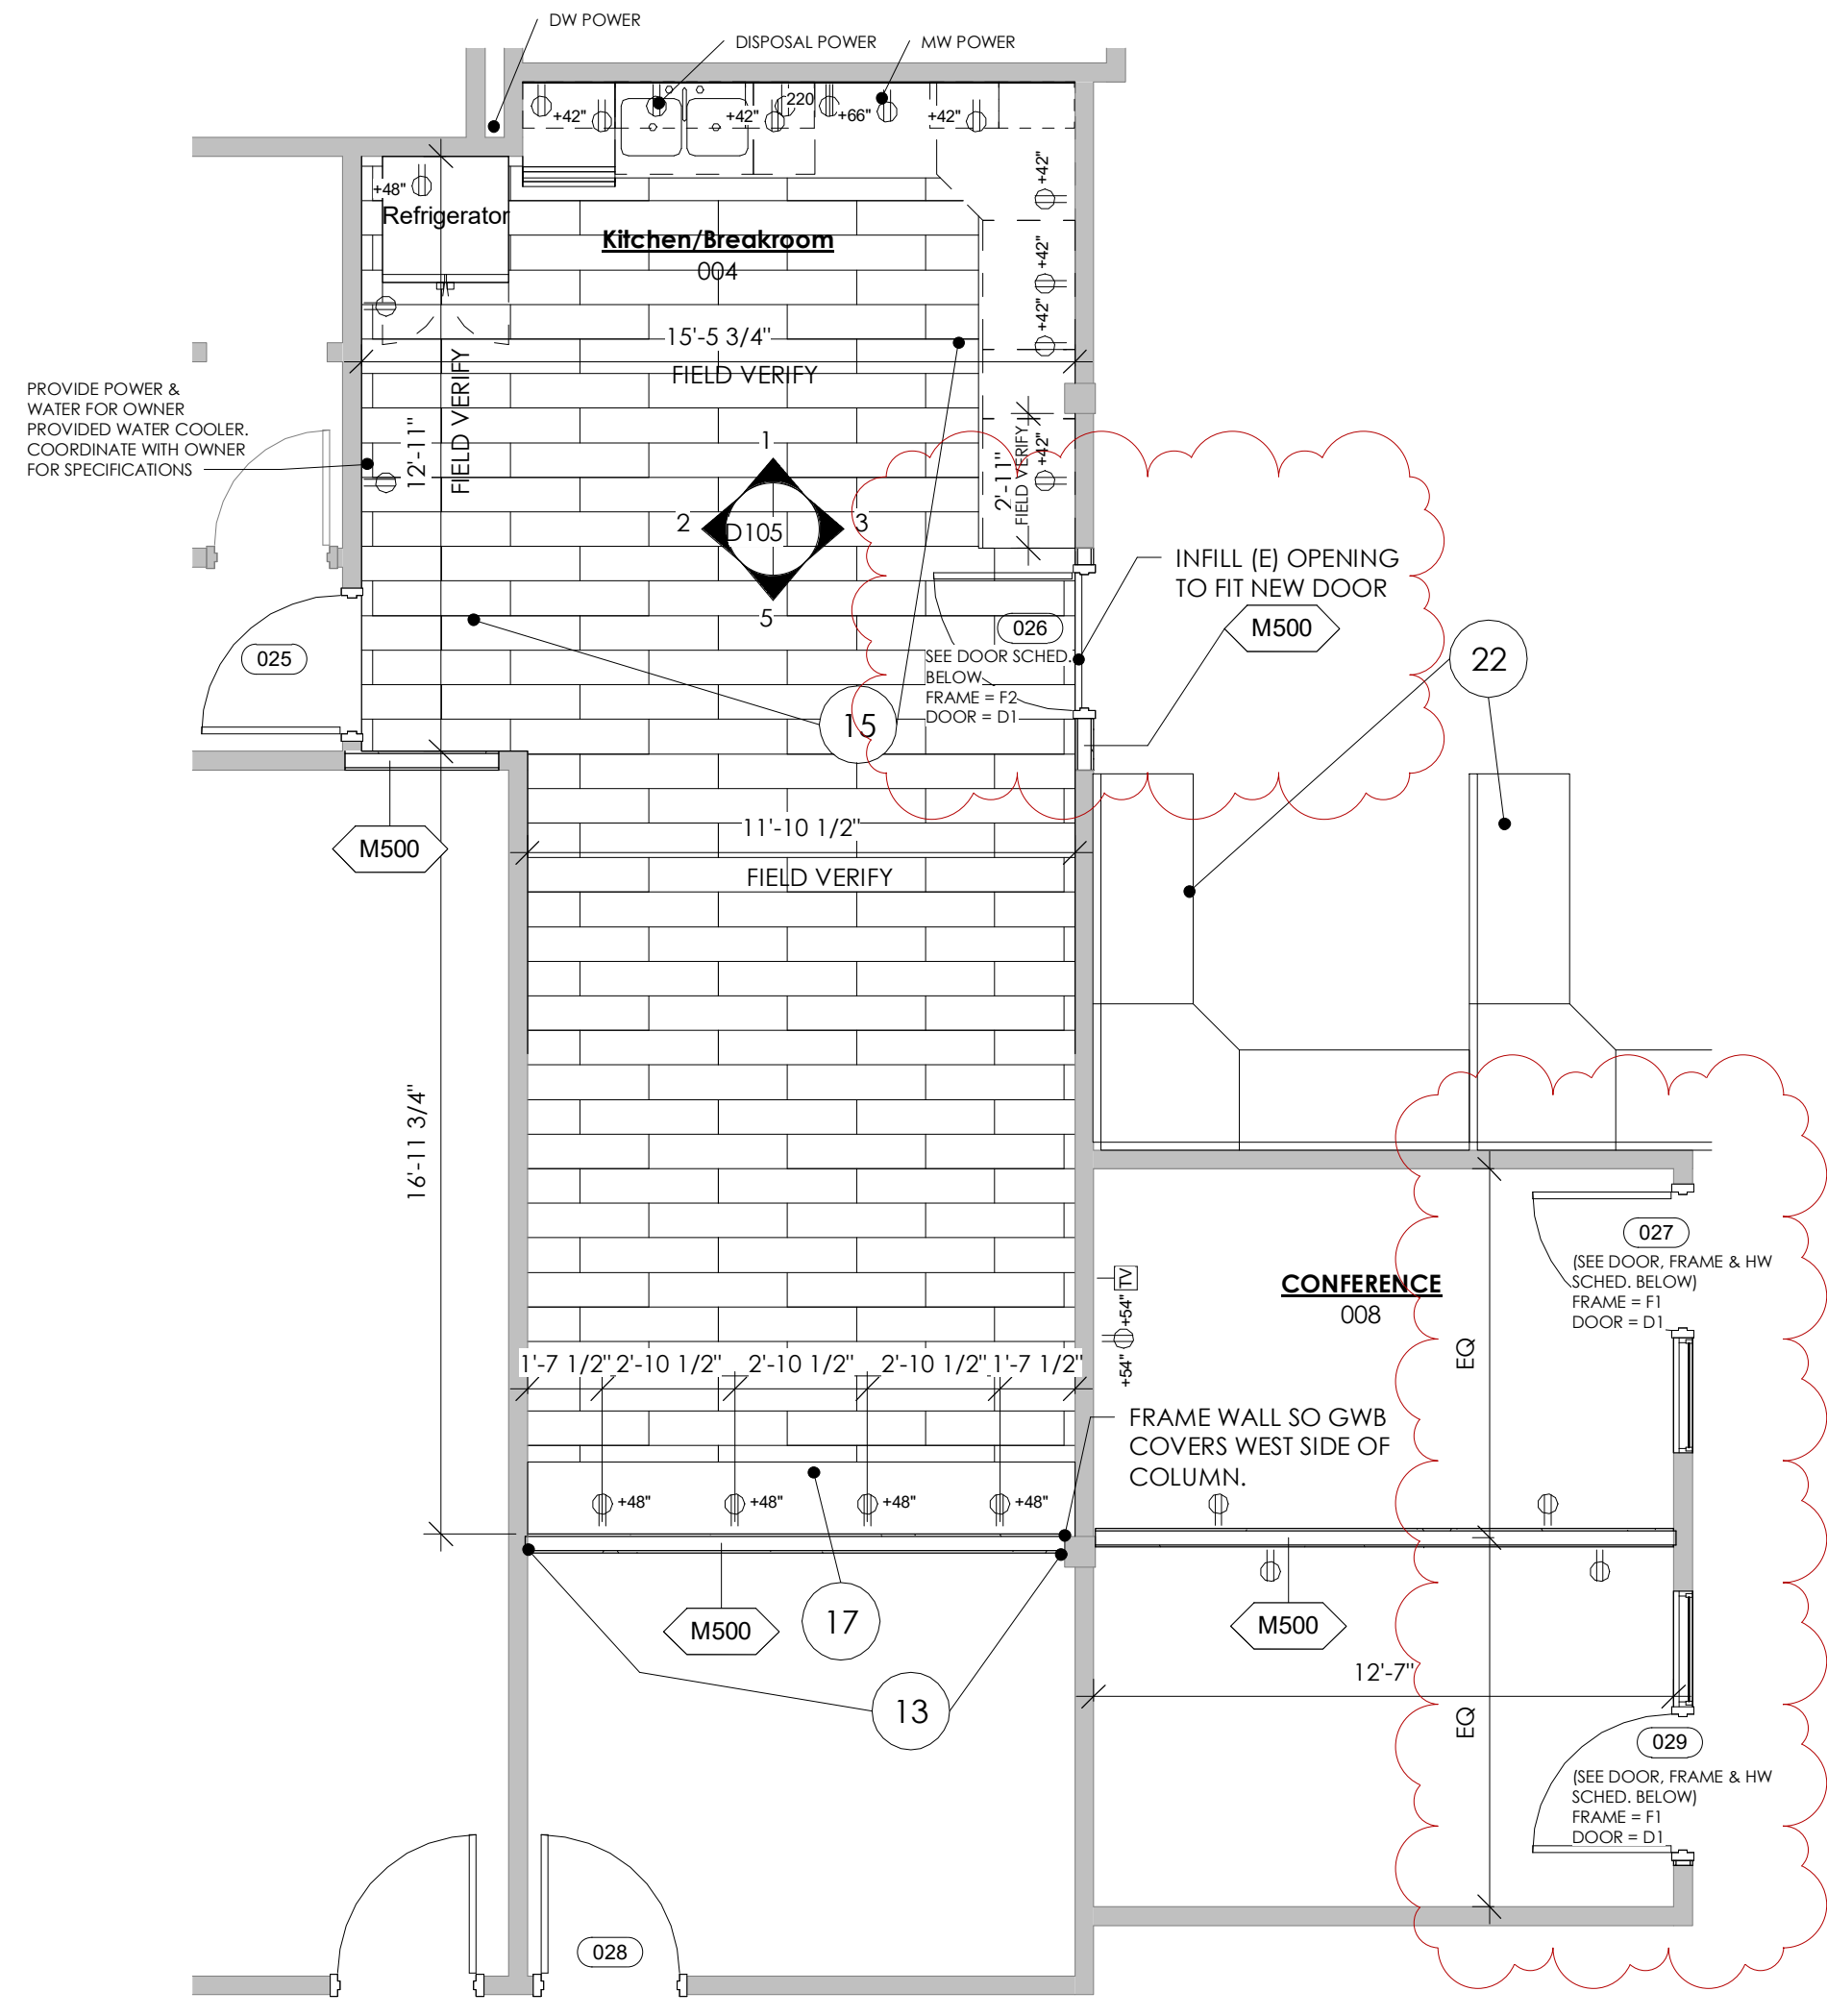 DW POWER
DISPOSAL POWER
MW POWER
220
+42"
+42"
+66"
+42"
+48"
Refrigerator
+42"
Kitchen/Breakroom
004
+42"
+42"
15'-5 3/4"
FIELD VERIFY
12'-11"
FIELD VERIFY
PROVIDE POWER &
WATER FOR OWNER
PROVIDED WATER COOLER.
COORDINATE WITH OWNER
FOR SPECIFICATIONS
1
2
D105
3
5
2'-11"
FIELD VERIFY
+42"
INFILL (E) OPENING
TO FIT NEW DOOR
M500
026
SEE DOOR SCHED.
BELOW
FRAME = F2
DOOR = D1
025
22
15
M500
11'-10 1/2"
FIELD VERIFY
16'-11 3/4"
027
(SEE DOOR, FRAME & HW
SCHED. BELOW)
FRAME = F1
DOOR = D1
TV
+54"
+54"
CONFERENCE
008
EQ
1'-7 1/2"
2'-10 1/2"
2'-10 1/2"
2'-10 1/2"
1'-7 1/2"
FRAME WALL SO GWB
COVERS WEST SIDE OF
COLUMN.
+48"
+48"
+48"
+48"
M500
17
M500
13
12'-7"
EQ
029
(SEE DOOR, FRAME & HW
SCHED. BELOW)
FRAME = F1
DOOR = D1
028